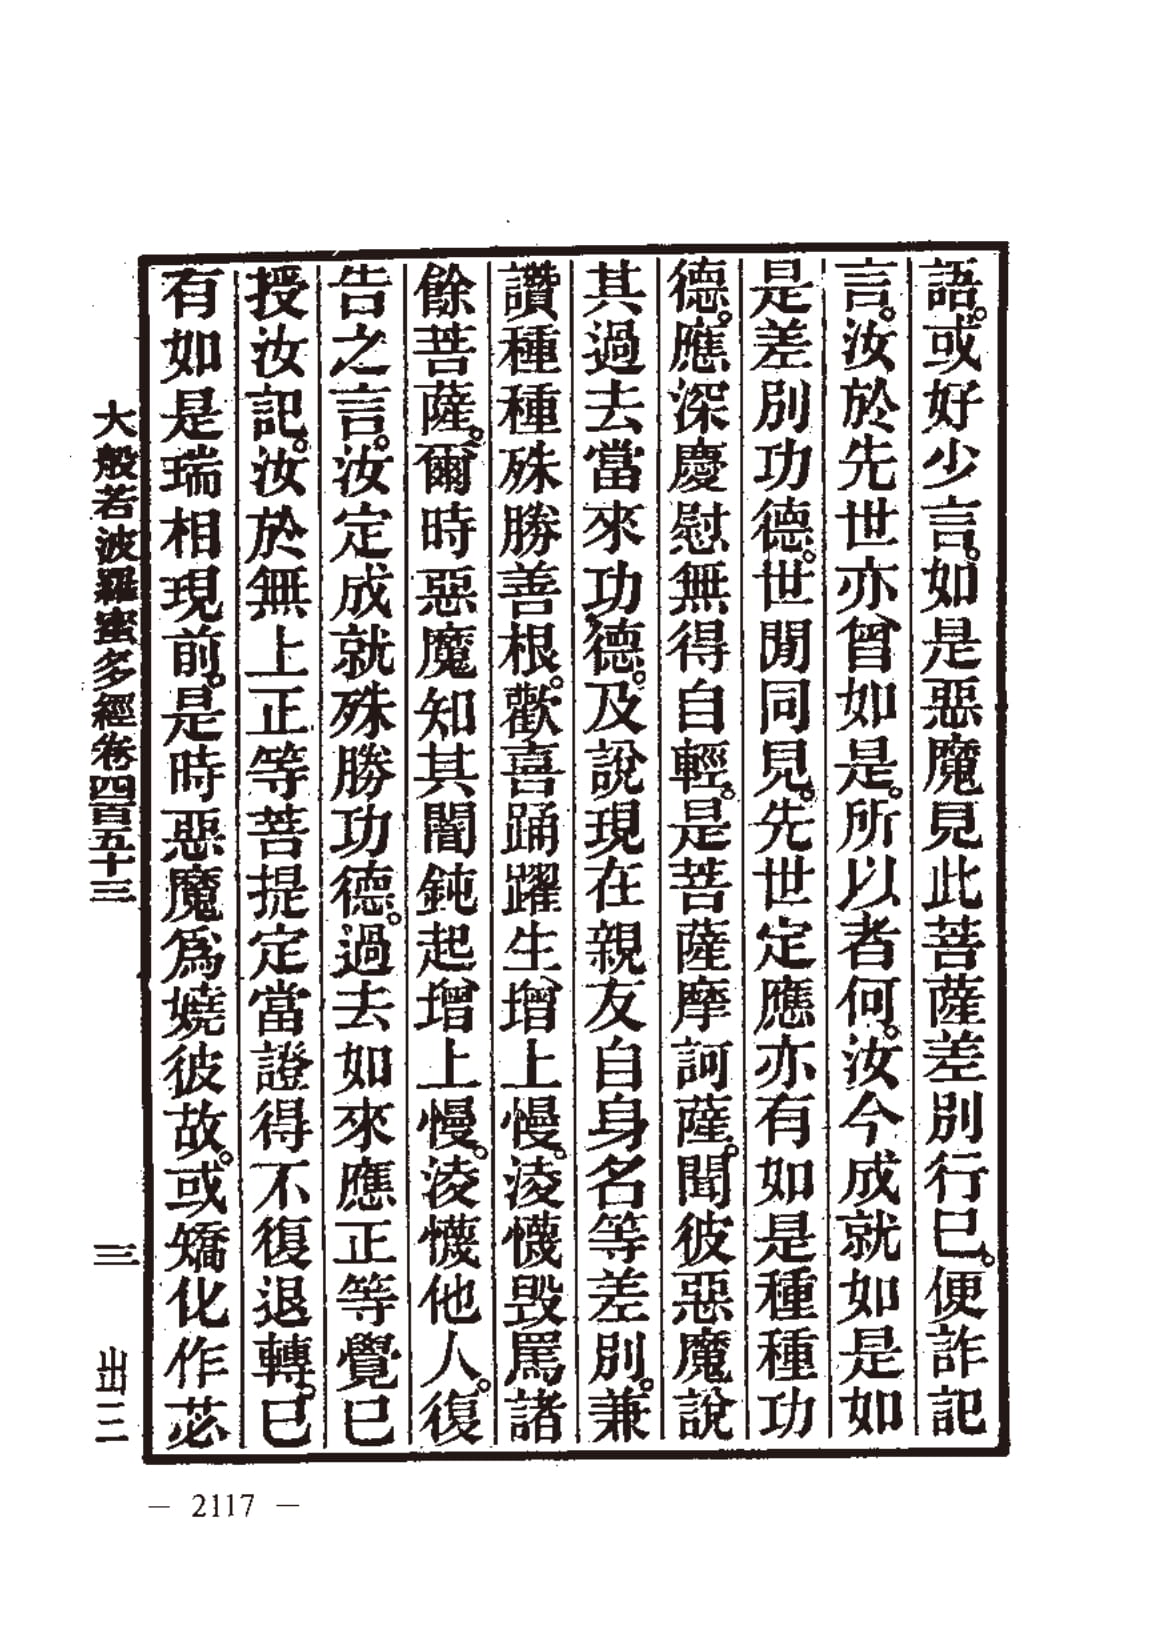 語。或好少言。如是惡魔見此菩薩差別行巳。便詐記
言。汝於先世亦曾如是。所以者何。汝今成就如是如
是差別功德。世間同見。先世定應亦有如是種種功
德。應深慶慰無得自輕。是菩薩摩訶薩。聞彼惡魔說
其過去當來功德。及說現在親友自身名等差別。兼
讚種種殊勝善根。歡喜踊躍生增上慢。淩懱毀罵諸
餘菩薩。爾時惡魔知其闇鈍起增上慢。淩懱他人。復
告之言。汝定成就殊勝功德。過去如來應正等覺巳
授汝記。汝於無上正等菩提定當證得不復退轉。巳
有如是瑞相現前。是時惡魔爲嬈彼故。或矯化作苾
大般若波羅蜜多經卷四百五十三 三 出二
— 2117 —